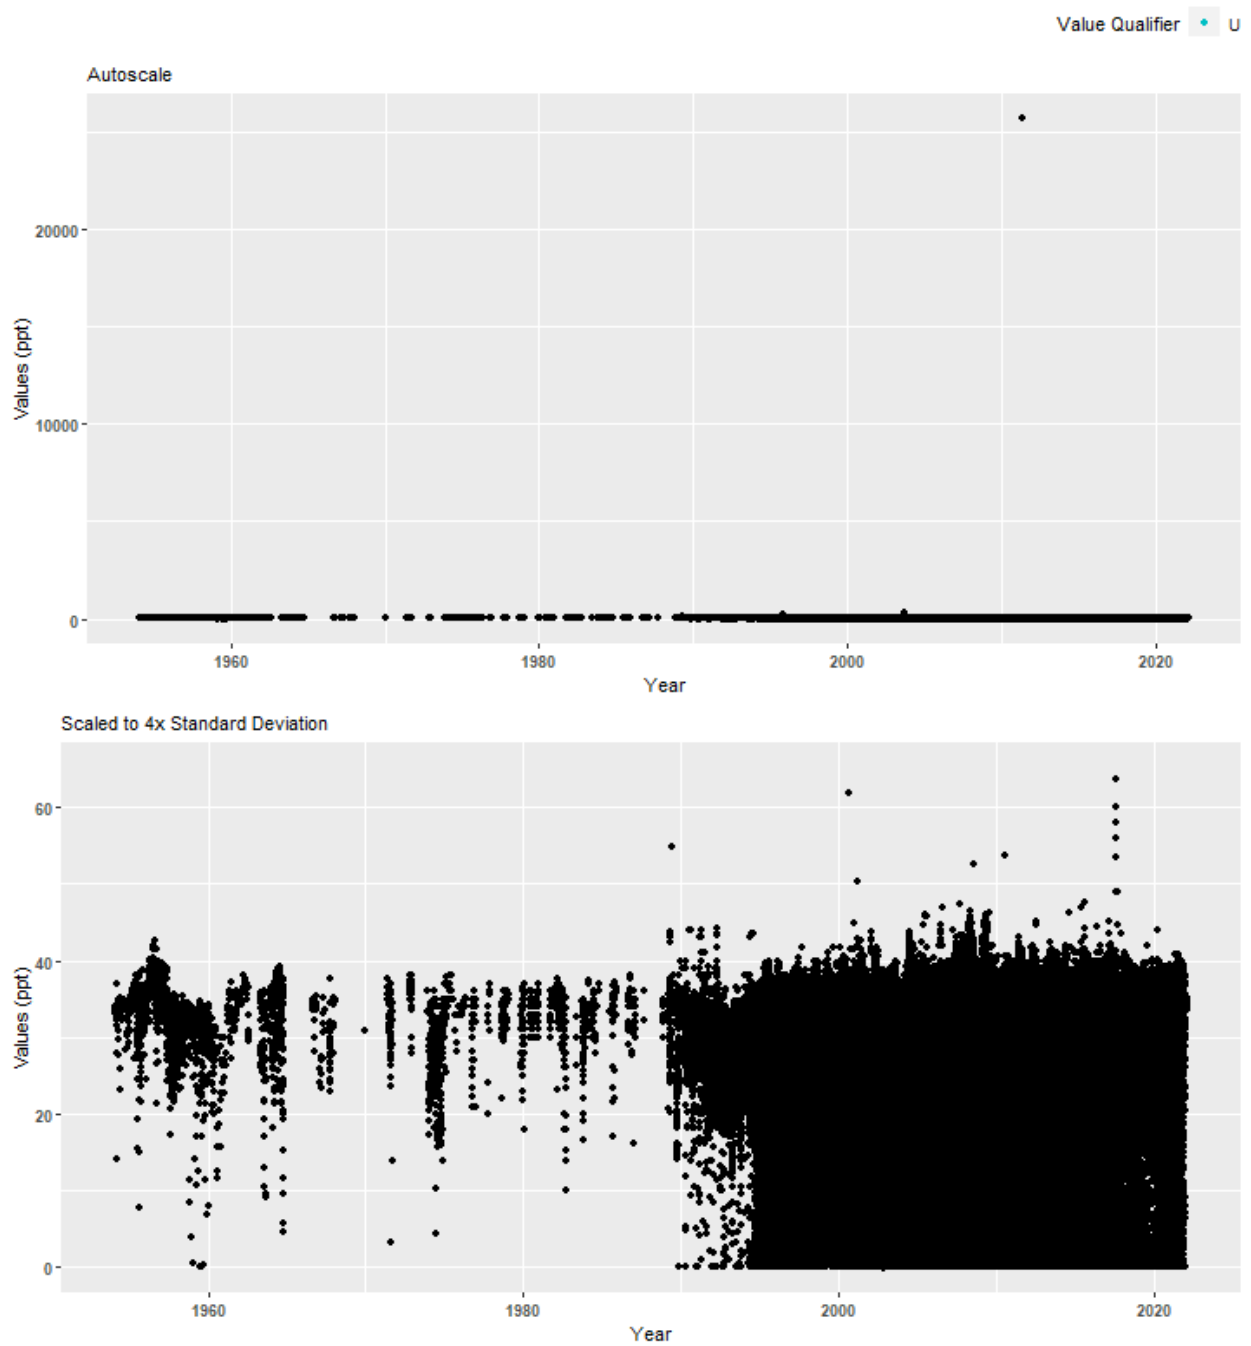 Value Qualifier U
Autoscale
20000
10000
0
Values (ppt)
1960 1980 2000 2020
Year
Scaled to 4x Standard Deviation
60
40
20
0
Values (ppt)
1960 1980 2000 2020
Year